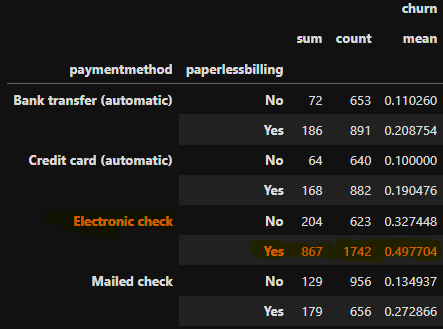 churn
sum count mean
paymentmethod paperlessbilling
Bank transfer (automatic) No 72 653 0.110260
Yes 186 891 0.208754
Credit card (automatic) No 64 640 0.100000
Yes 168 882 0.190476
Electronic check No 204 623 0.327448
Yes 867 1742 0.497704
Mailed check No 129 956 0.134937
Yes 179 656 0.272866